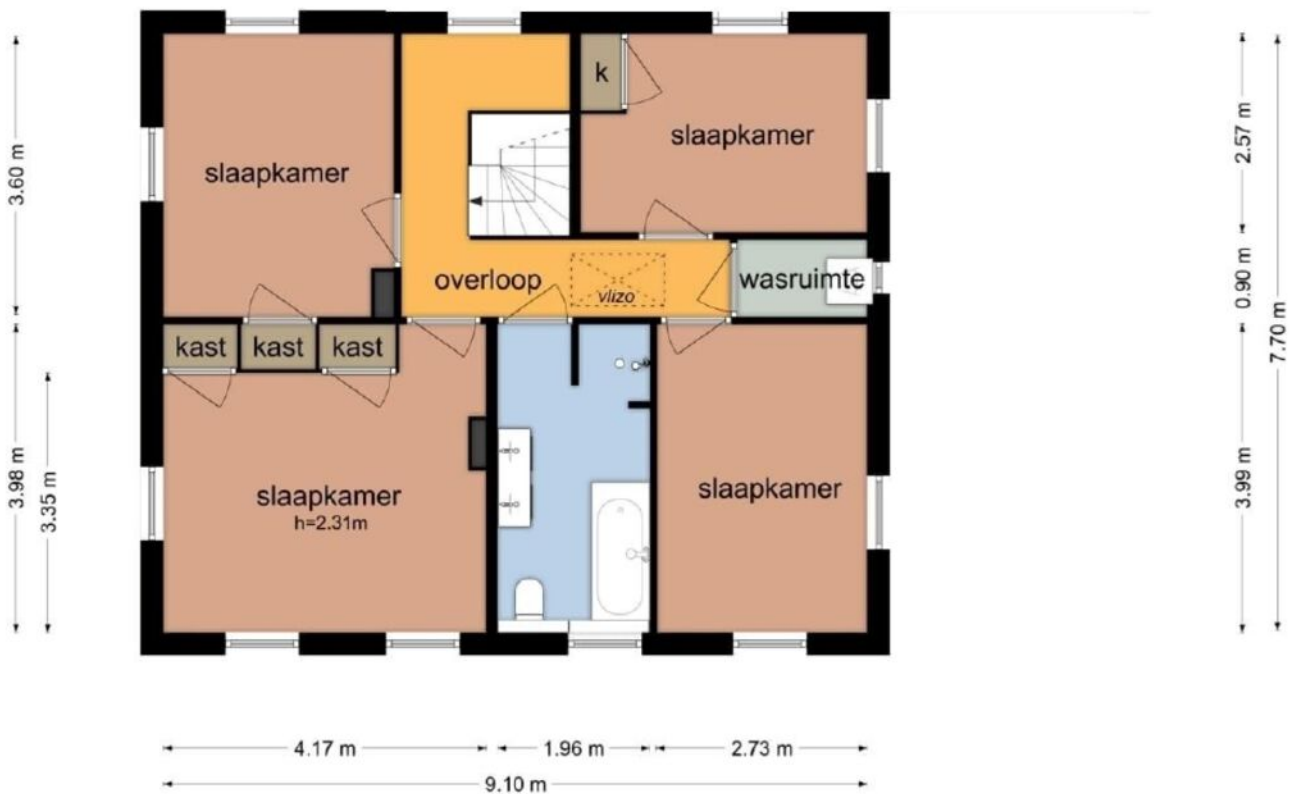 k
slaapkamer
slaapkamer
3.60 m
2.57 m
overloop
vlizo
wasruimte
0.90 m
7.70 m
kast kast kast
3.98 m
3.35 m
slaapkamer
h=2.31m
slaapkamer
3.99 m
4.17 m 1.96 m 2.73 m
9.10 m